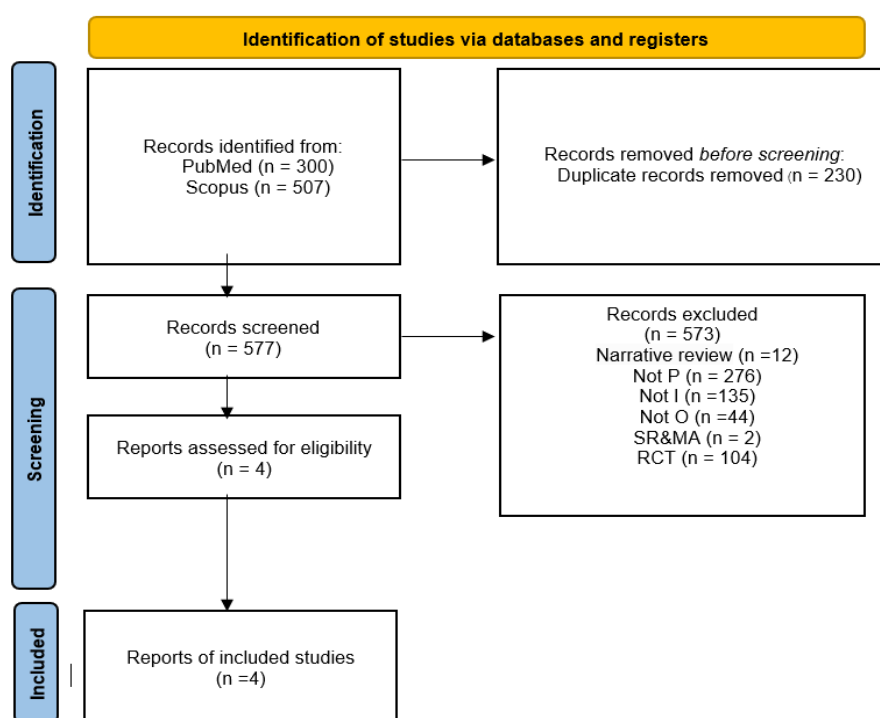 Identification of studies via databases and registers
Identification
Records identified from:
PubMed (n = 300)
Scopus (n = 507)
Records removed before screening:
Duplicate records removed (n = 230)
Screening
Records screened
(n = 577)
Records excluded
(n = 573)
Narrative review (n =12)
Not P (n = 276)
Not I (n =135)
Not O (n =44)
SR&MA (n = 2)
RCT (n = 104)
Reports assessed for eligibility
(n = 4)
Included
Reports of included studies
(n =4)